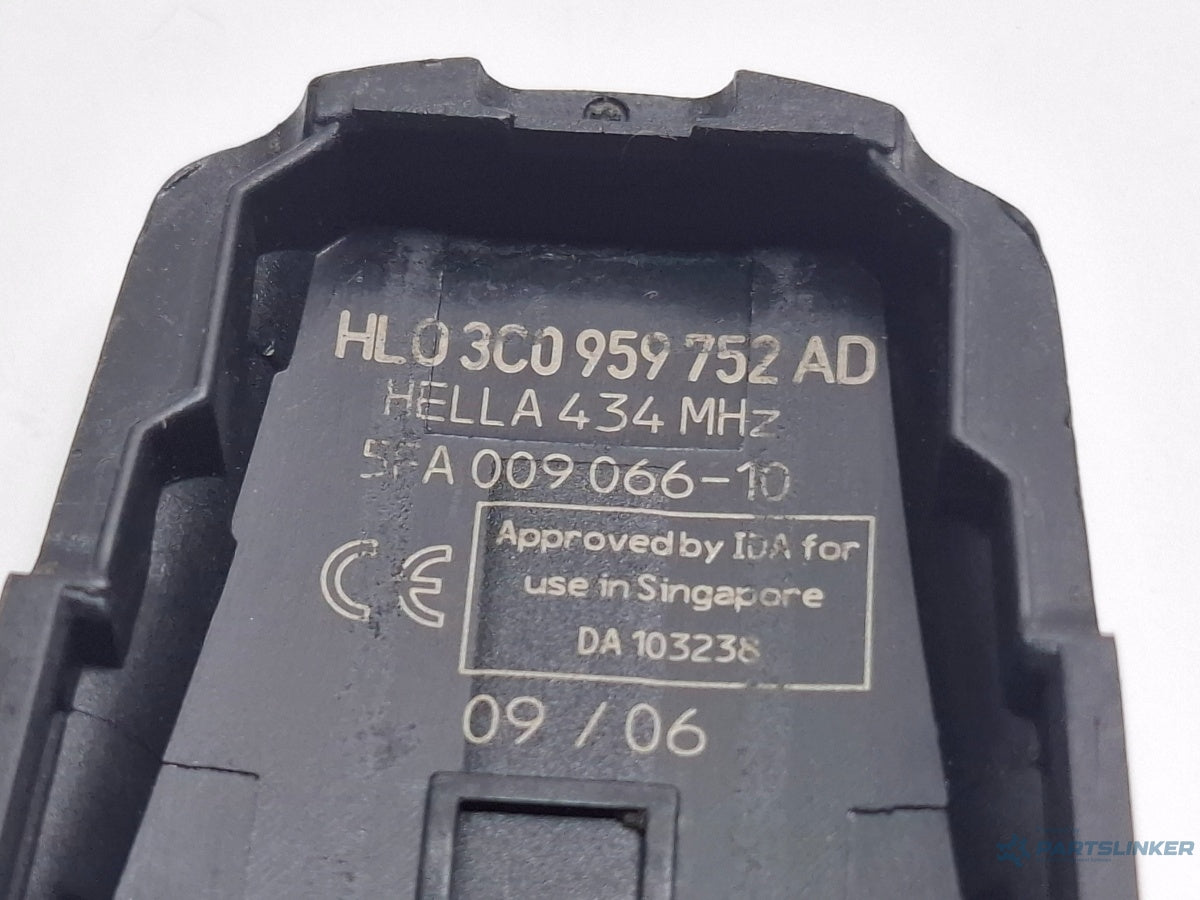 HLO 3C0 959 752 AD
HELLA 434 MHz
5FA 009 066-10
CE
Approved by IDA for
use in Singapore
DA 103238
09 / 06
PARTSLINKER